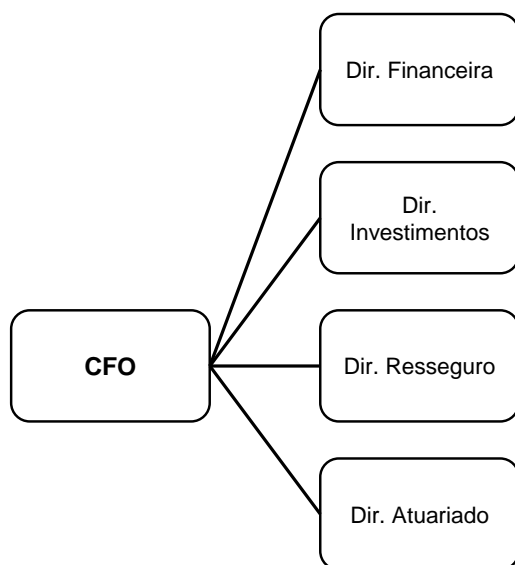 Dir. Financeira
Dir.
Investimentos
CFO
Dir. Resseguro
Dir. Atuariado